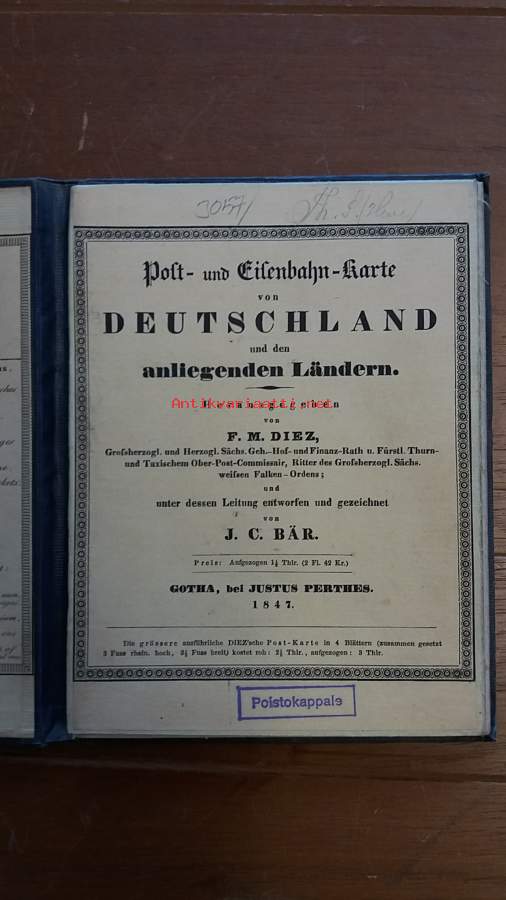 3057/
Th.
Post- und Eisenbahn-Karte
von
DEUTSCHLAND
und den
anliegenden Ländern.
Herausgegeben
Antikvariaatti.net
von
F. M. DIEZ,
Grofsherzogl. und Herzogl. Sächs. Geh.-Hof- und Finanz-Rath u. Fürstl. Thurn-
und Taxischem Ober-Post-Commissair, Ritter des Grofsherzogl. Sächs.
weifsen Falken-Ordens;
und
unter dessen Leitung entworfen und gezeichnet
von
J. C. BÄR.
Preis: Aufgezogen 1½ Thlr. (2 Fl. 42 Kr.)
GOTHA, bei JUSTUS PERTHES.
1847.
Die grössere ausführliche DIEZ'sche Post-Karte in 4 Blättern (zusammen gesetzt
3 Fuss rhein. hoch, 3½ Fuss breit) kostet roh: 2½ Thlr., aufgezogen: 3 Thlr.
Poistokappale